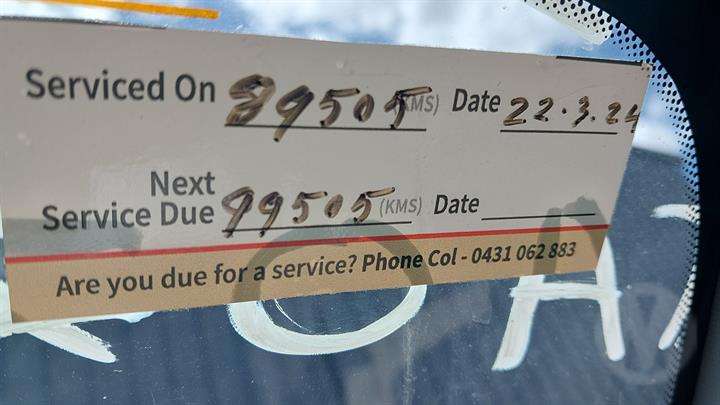 Serviced On 89505 (KMS) Date 22.3.24
Next
Service Due 99505 (KMS) Date
Are you due for a service? Phone Col - 0431 062 883